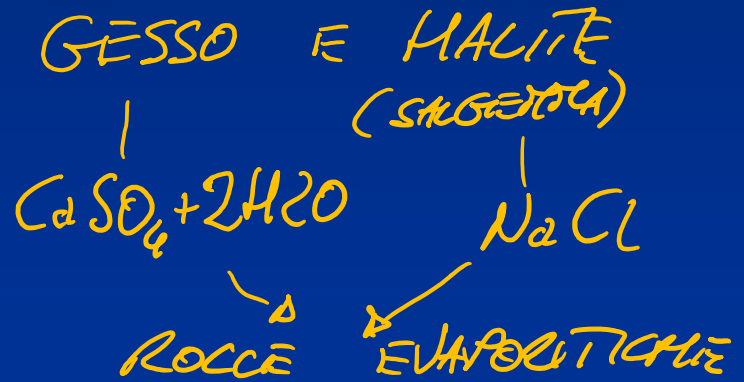 GESSO E HALITE
(SALGEMMA)
CaSO4+2H2O NaCl
ROCCE EVAPORITICHE